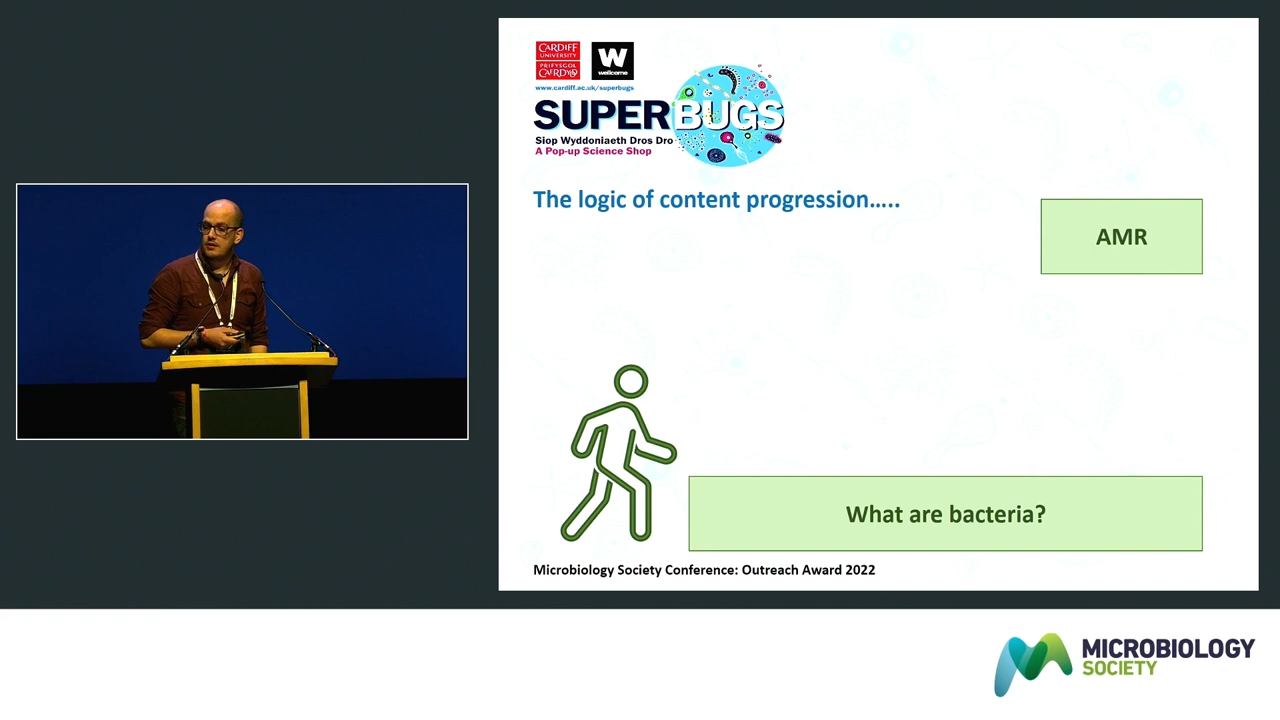 CARDIFF
UNIVERSITY
PRIFYSGOL
CAERDYDD
W
wellcome
www.cardiff.ac.uk/superbugs
SUPERBUGS
Siop Wyddoniaeth Dros Dro
A Pop-up Science Shop
The logic of content progression.....
AMR
What are bacteria?
Microbiology Society Conference: Outreach Award 2022
MICROBIOLOGY
SOCIETY